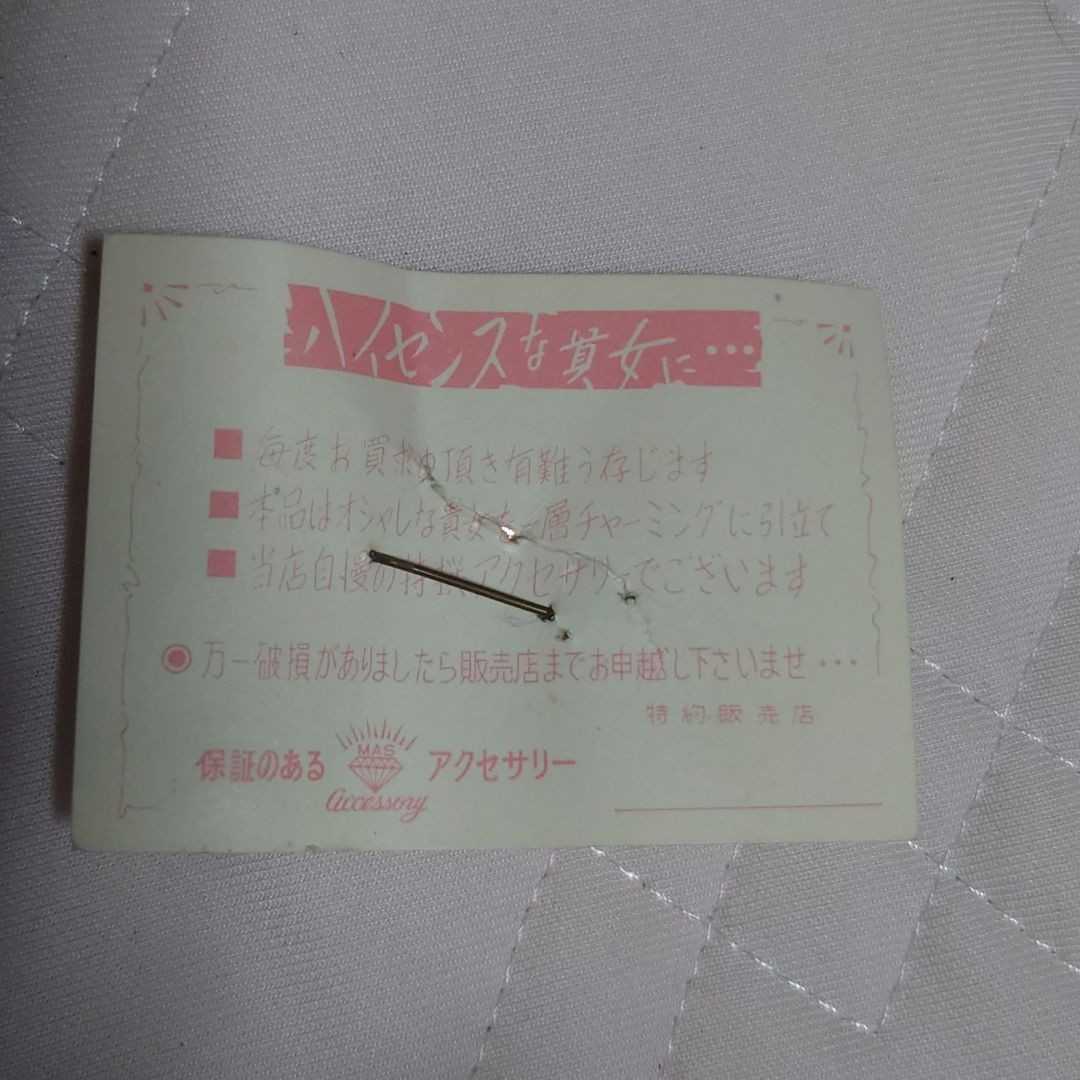 ハイセンスな貴女に…
■ 毎度お買求め頂き有難う存じます
■ 本品はオシャレな貴女を一層チャーミングに引立て
■ 当店自慢の特撰アクセサリーでございます
◉ 万一破損がありましたら販売店までお申越し下さいませ…
特約販売店
保証のある MAS アクセサリー
accessory